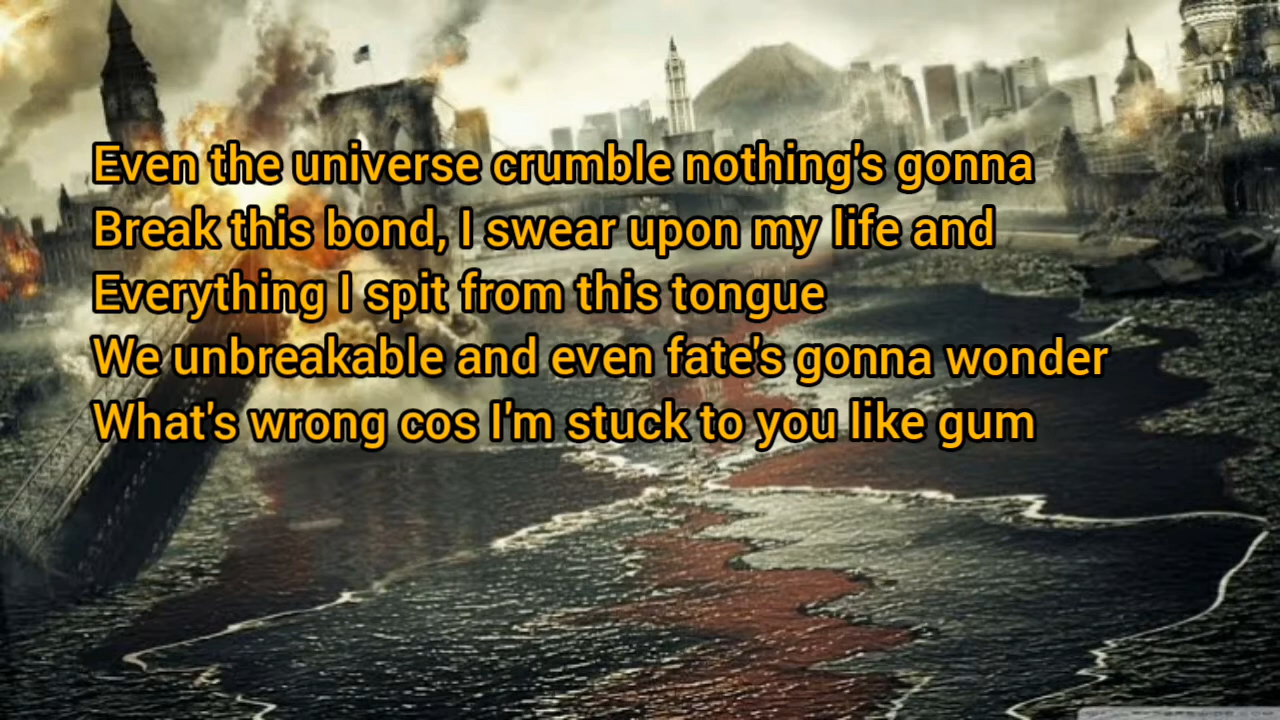 Even the universe crumble nothing's gonna
Break this bond, I swear upon my life and
Everything I spit from this tongue
We unbreakable and even fate's gonna wonder
What's wrong cos I'm stuck to you like gum